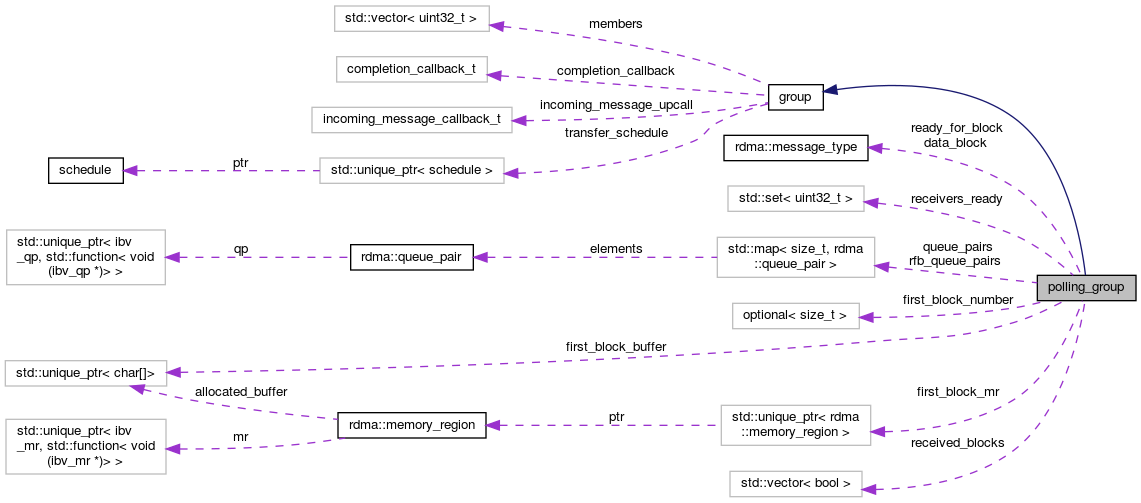 std::vector< uint32_t >
members
completion_callback_t
completion_callback
group
incoming_message_callback_t
incoming_message_upcall
transfer_schedule
schedule
ptr
std::unique_ptr< schedule >
rdma::message_type
ready_for_block
data_block
std::set< uint32_t >
receivers_ready
std::unique_ptr< ibv
_qp, std::function< void
(ibv_qp *)> >
qp
rdma::queue_pair
elements
std::map< size_t, rdma
::queue_pair >
queue_pairs
rfb_queue_pairs
polling_group
optional< size_t >
first_block_number
first_block_buffer
std::unique_ptr< char[]>
allocated_buffer
std::unique_ptr< ibv
_mr, std::function< void
(ibv_mr *)> >
mr
rdma::memory_region
ptr
std::unique_ptr< rdma
::memory_region >
first_block_mr
received_blocks
std::vector< bool >